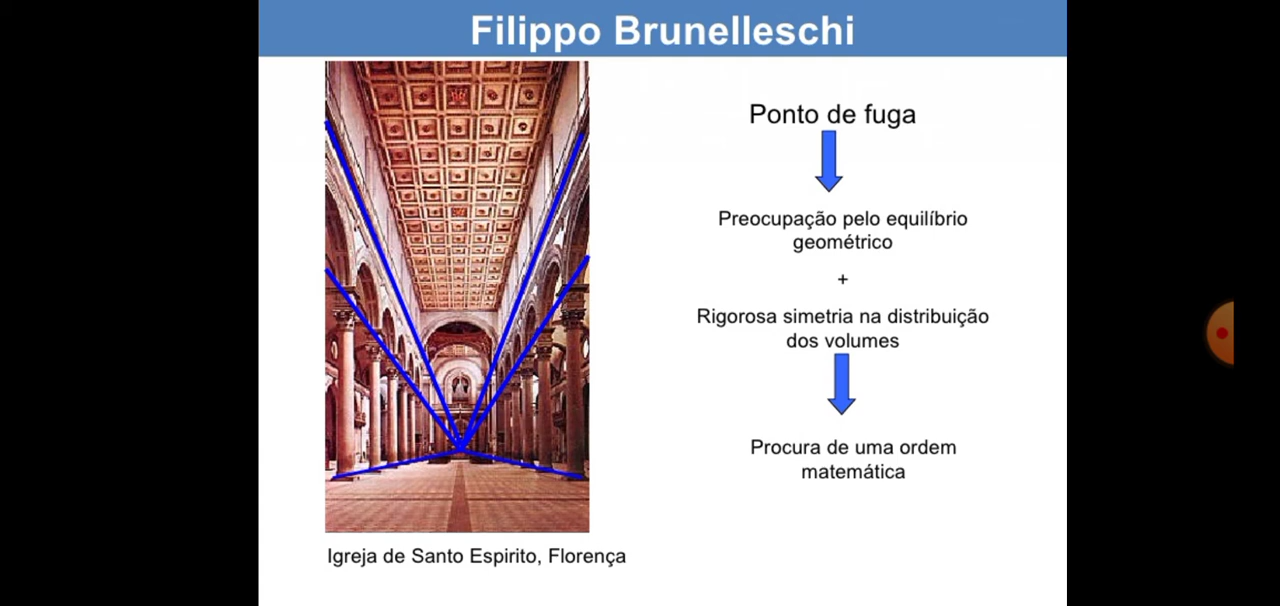 Filippo Brunelleschi
Ponto de fuga
Preocupação pelo equilíbrio
geométrico
+
Rigorosa simetria na distribuição
dos volumes
Procura de uma ordem
matemática
Igreja de Santo Espirito, Florença